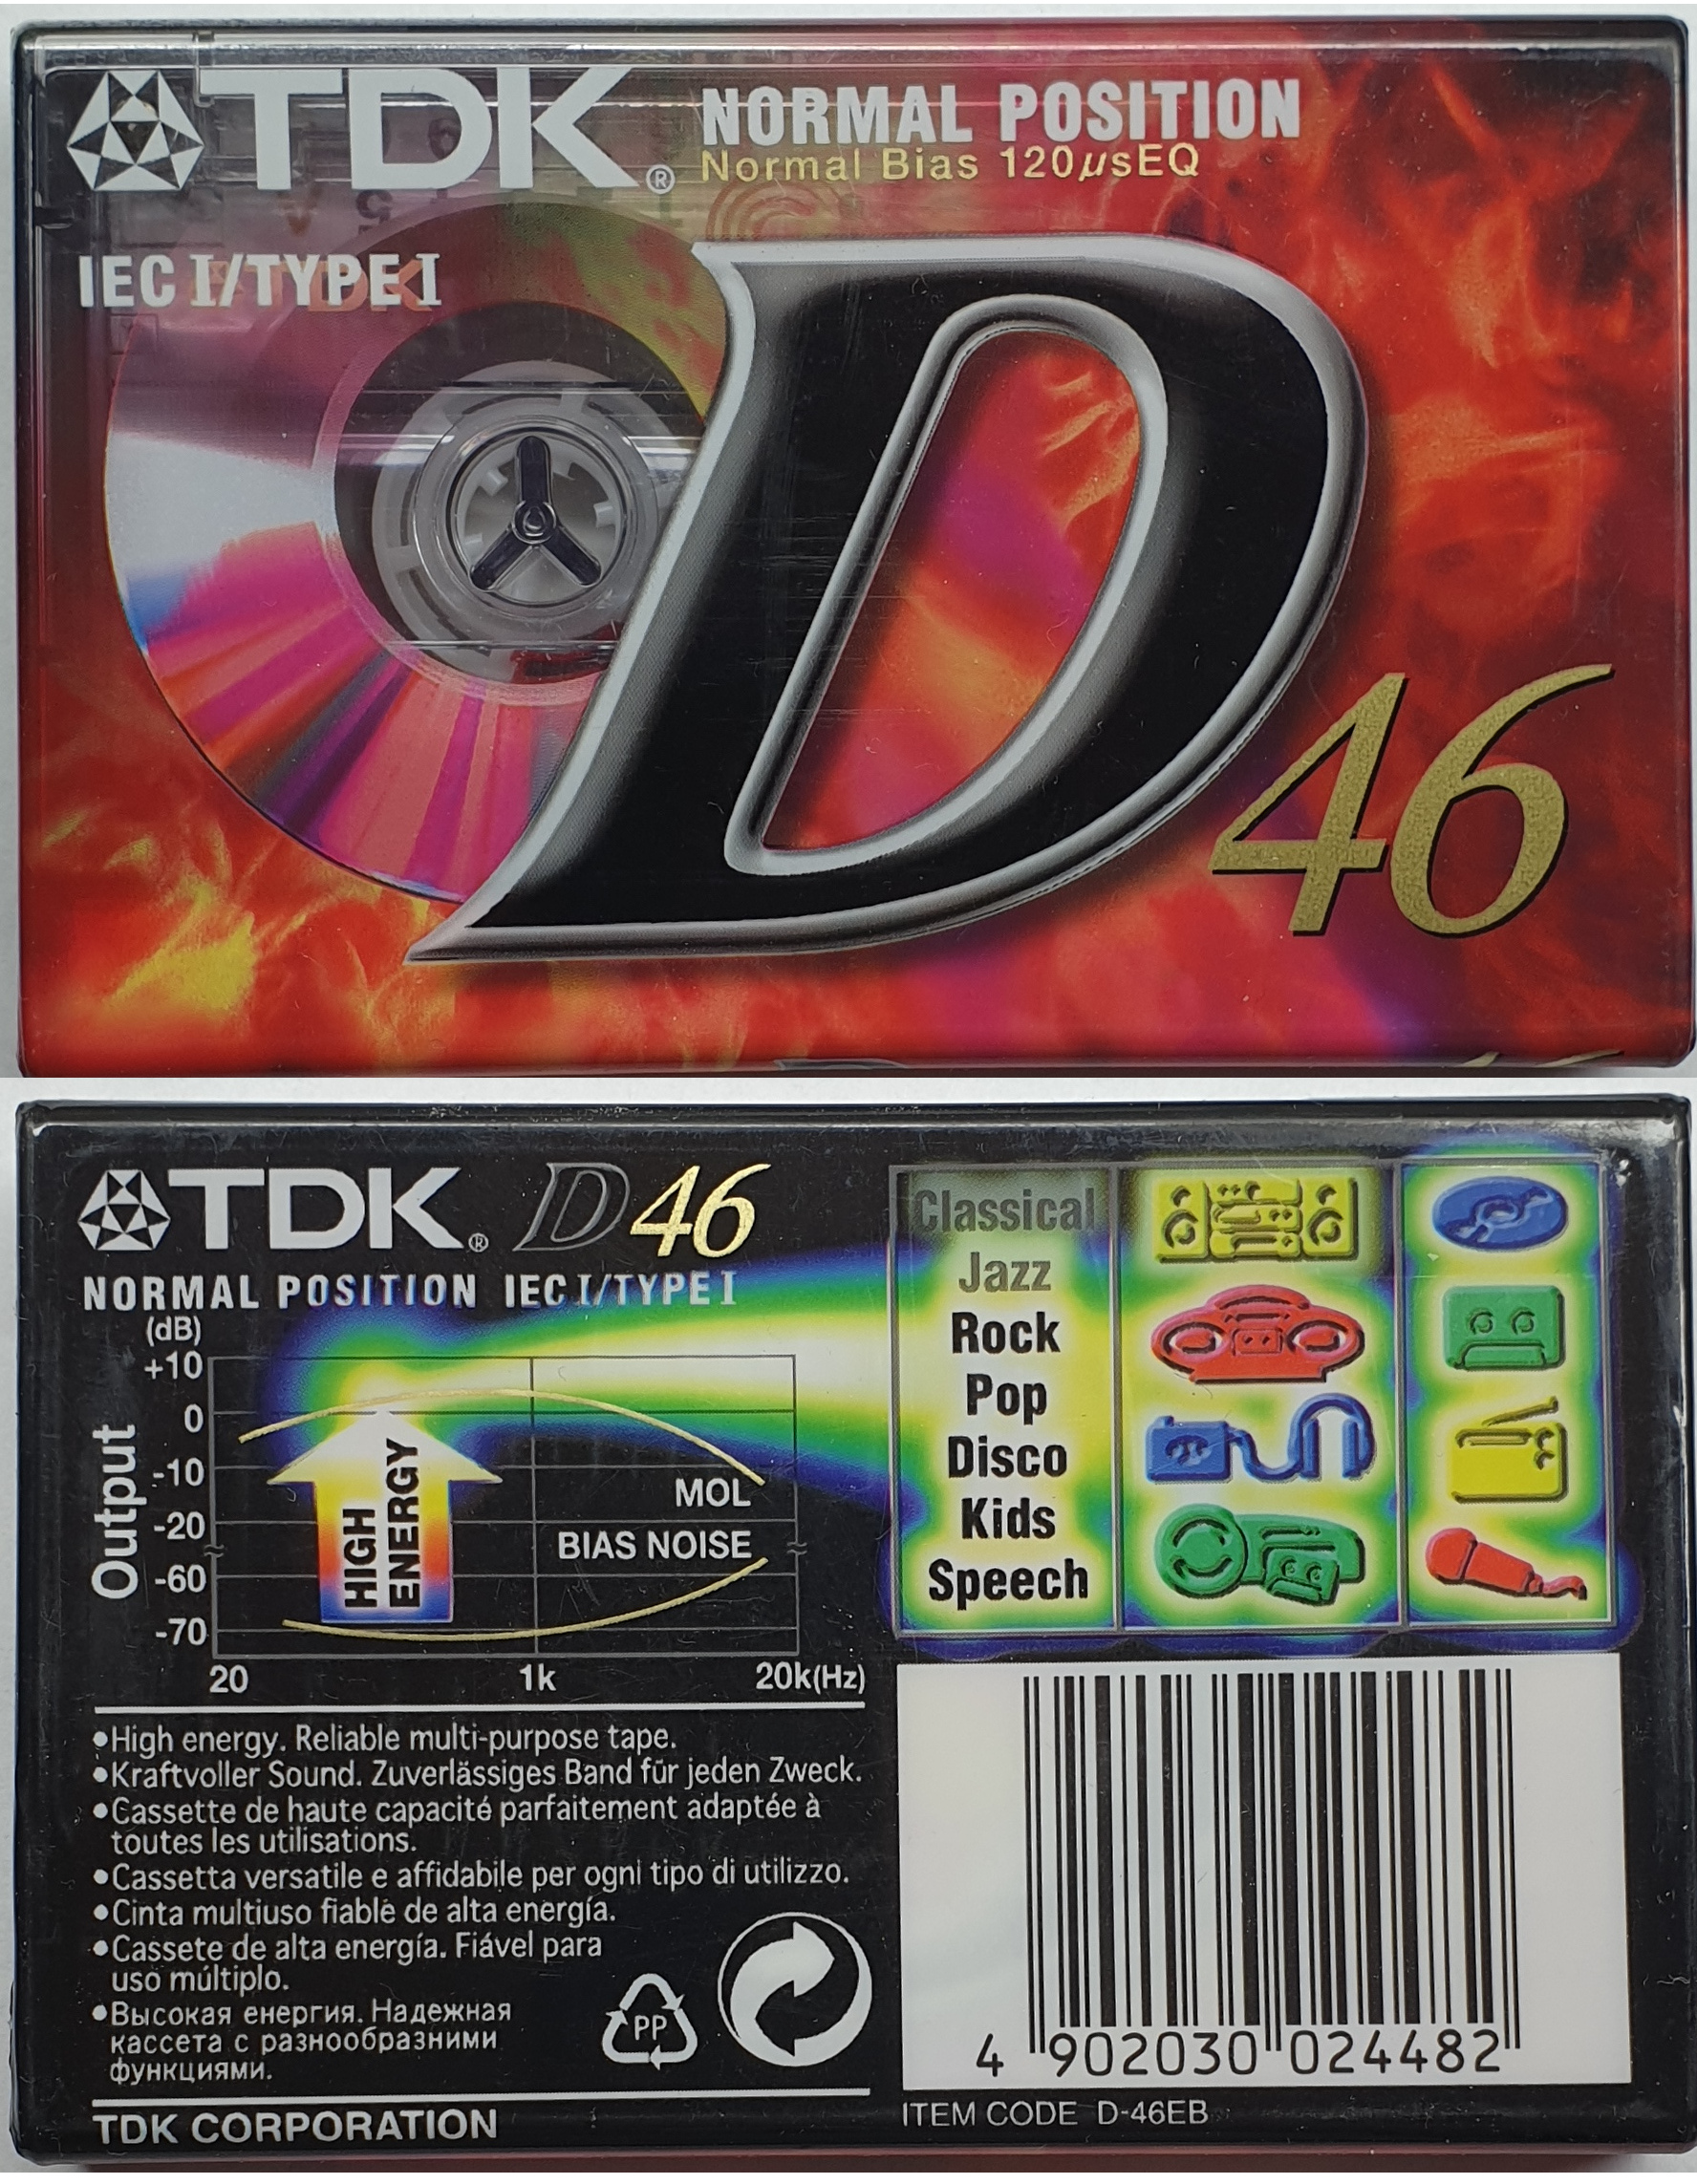 TDK® NORMAL POSITION
Normal Bias 120µsEQ
IEC I/TYPE I
D 46
TDK® D 46
NORMAL POSITION IEC I/TYPE I
(dB)
+10
0
-10
-20
-60
-70
Output
HIGH
ENERGY
MOL
BIAS NOISE
20 1k 20k(Hz)
Classical
Jazz
Rock
Pop
Disco
Kids
Speech
•High energy. Reliable multi-purpose tape.
•Kraftvoller Sound. Zuverlässiges Band für jeden Zweck.
•Cassette de haute capacité parfaitement adaptée à
toutes les utilisations.
•Cassetta versatile e affidabile per ogni tipo di utilizzo.
•Cinta multiuso fiable de alta energía.
•Cassete de alta energía. Fiável para
uso múltiplo.
•Высокая енергия. Надежная
кассета с разнообразними
функциями.
PP
TDK CORPORATION
4 902030 024482
ITEM CODE D-46EB